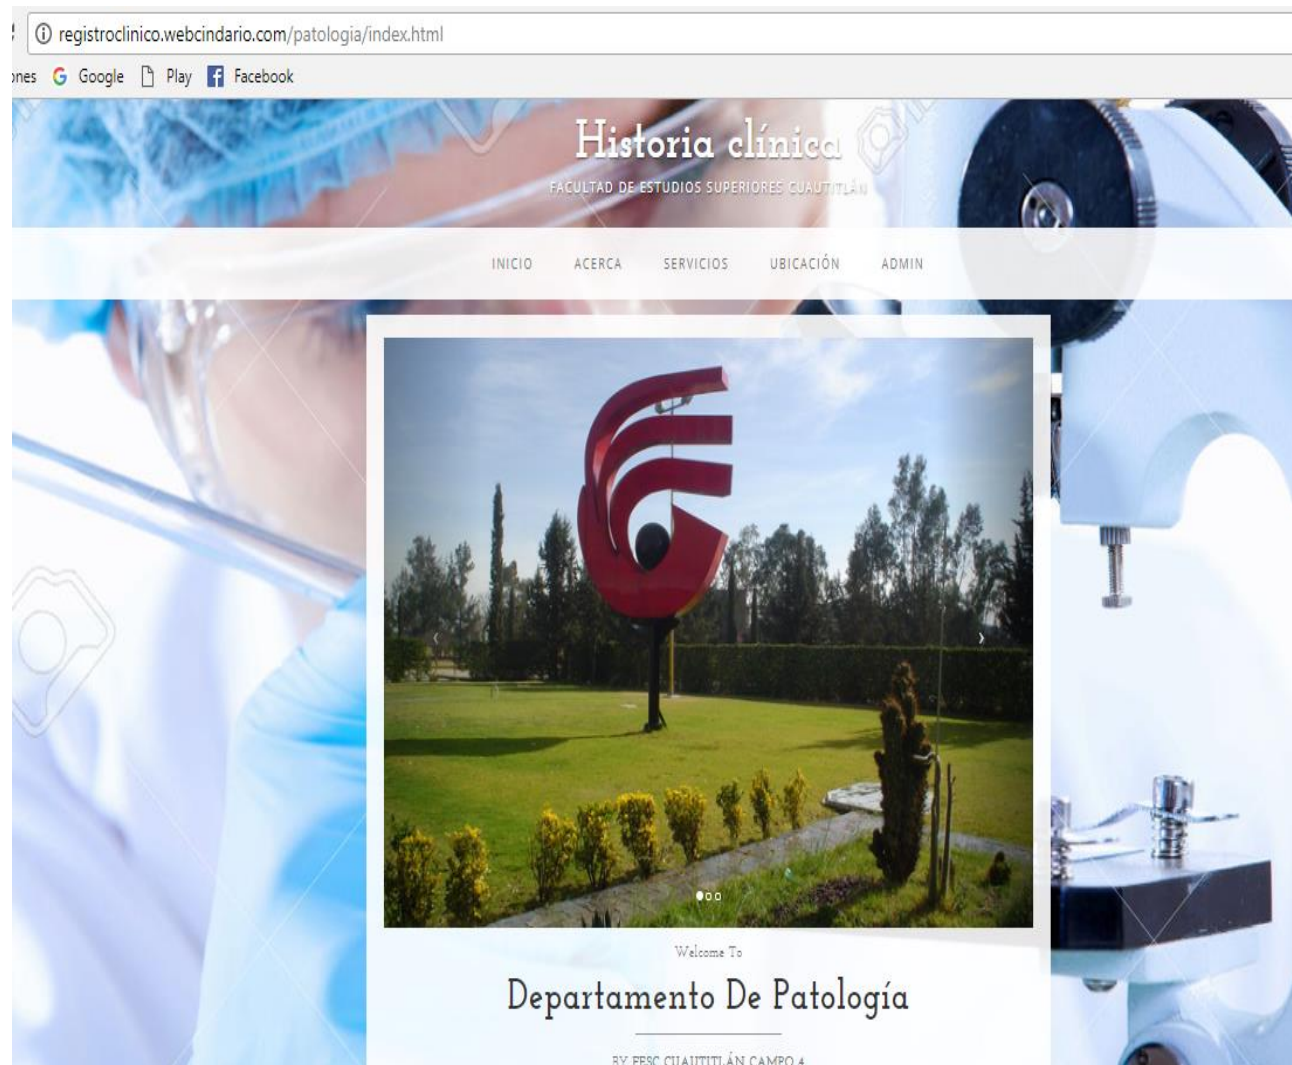 registroclinico.webcindario.com/patologia/index.html
ones Google Play Facebook
Historia clínica
FACULTAD DE ESTUDIOS SUPERIORES CUAUTITLÁN
INICIO ACERCA SERVICIOS UBICACIÓN ADMIN
Welcome To
Departamento De Patología
BY FESC CUAUTITLÁN CAMPO 4